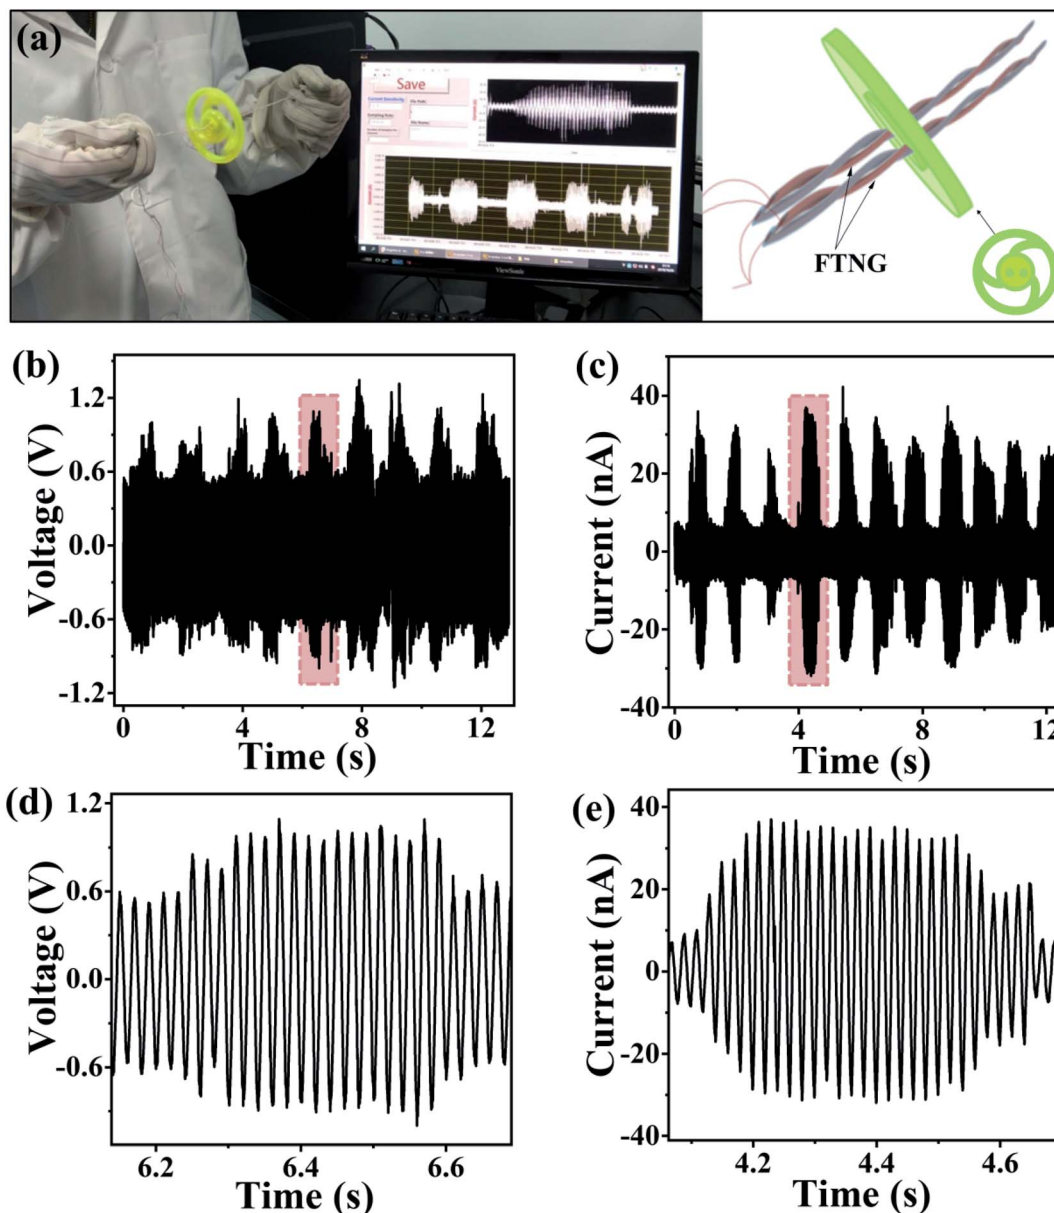 (a)
Save
ViewSonic
FTNG
(b)
Voltage (V)
1.2
0.6
0.0
-0.6
-1.2
0 4 8 12
Time (s)
(c)
Current (nA)
40
20
0
-20
-40
0 4 8 12
Time (s)
(d)
Voltage (V)
1.2
0.6
0.0
-0.6
6.2 6.4 6.6
Time (s)
(e)
Current (nA)
40
20
0
-20
-40
4.2 4.4 4.6
Time (s)